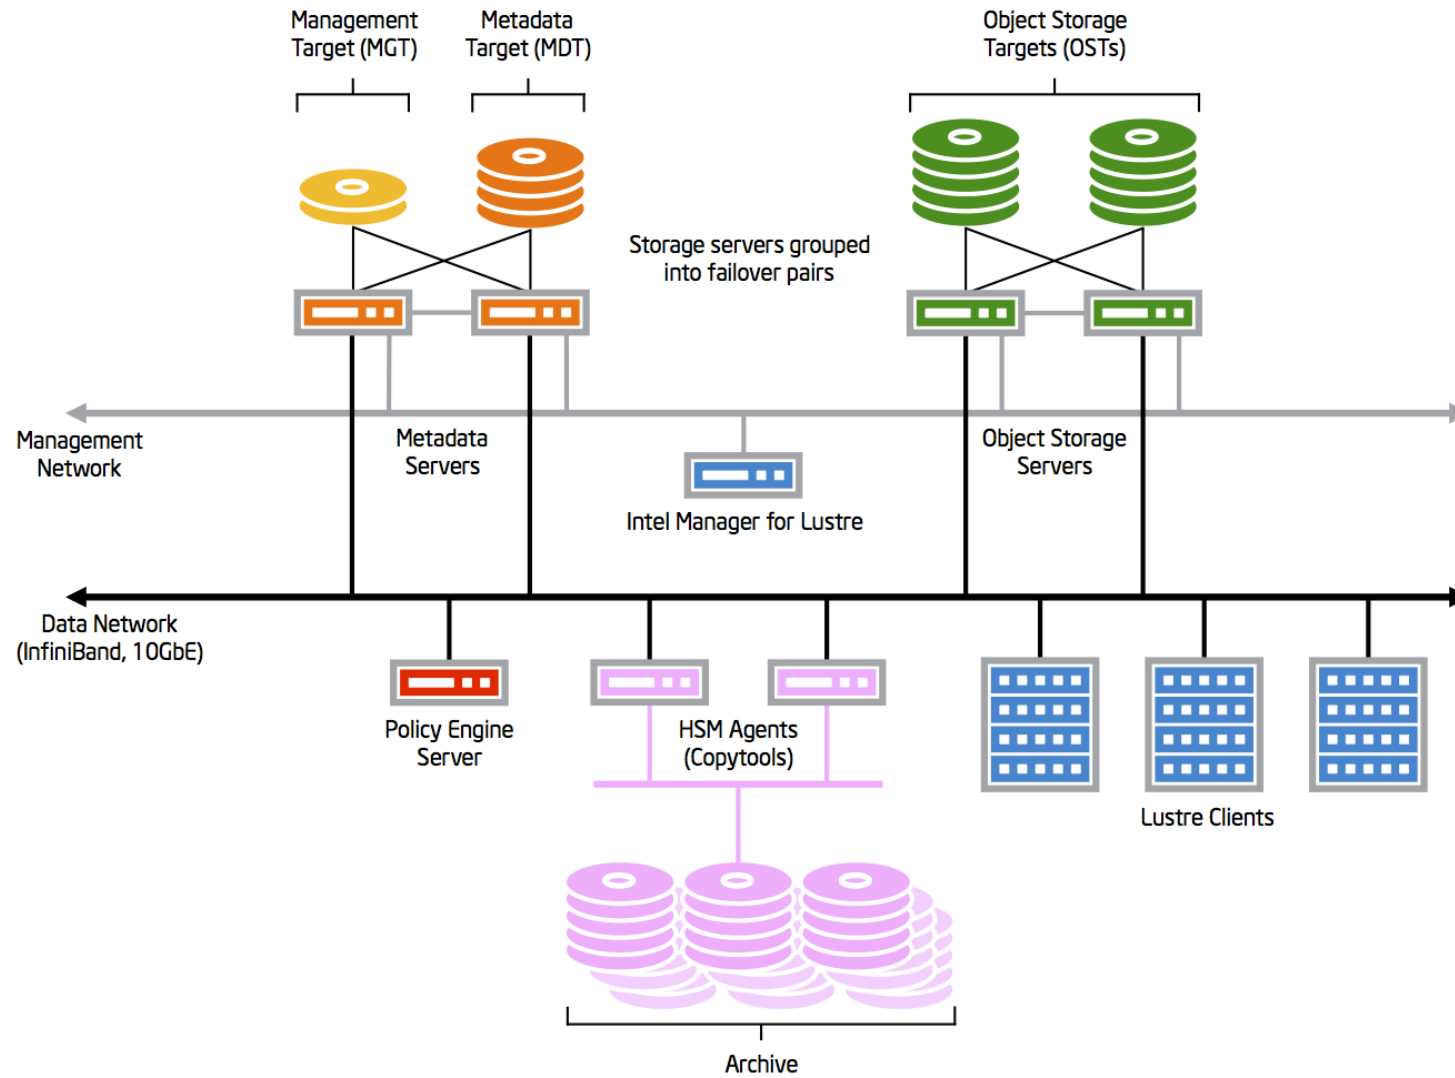 Management
Target (MGT)
Metadata
Target (MDT)
Object Storage
Targets (OSTs)
Storage servers grouped
into failover pairs
Management
Network
Metadata
Servers
Object Storage
Servers
Intel Manager for Lustre
Data Network
(InfiniBand, 10GbE)
Policy Engine
Server
HSM Agents
(Copytools)
Lustre Clients
Archive